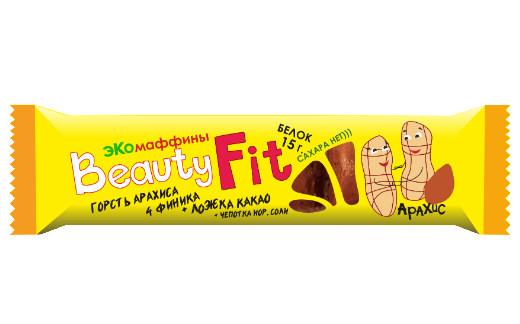 ЭКОмаффины
Beauty Fit
БЕЛОК
15 г.
САХАРА НЕТ)))
ГОРСТЬ АРАХИСА
4 ФИНИКА
+ ЛОЖКА КАКАО
+ ЧЕПОТКА МОР. СОЛИ
АРАХИС